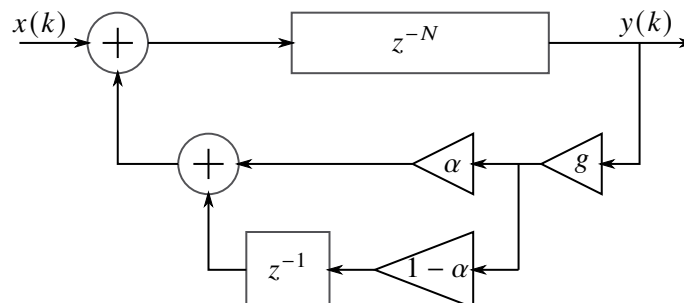 x(k)
+
z^{-N}
y(k)
+
α
g
z^{-1}
1 − α